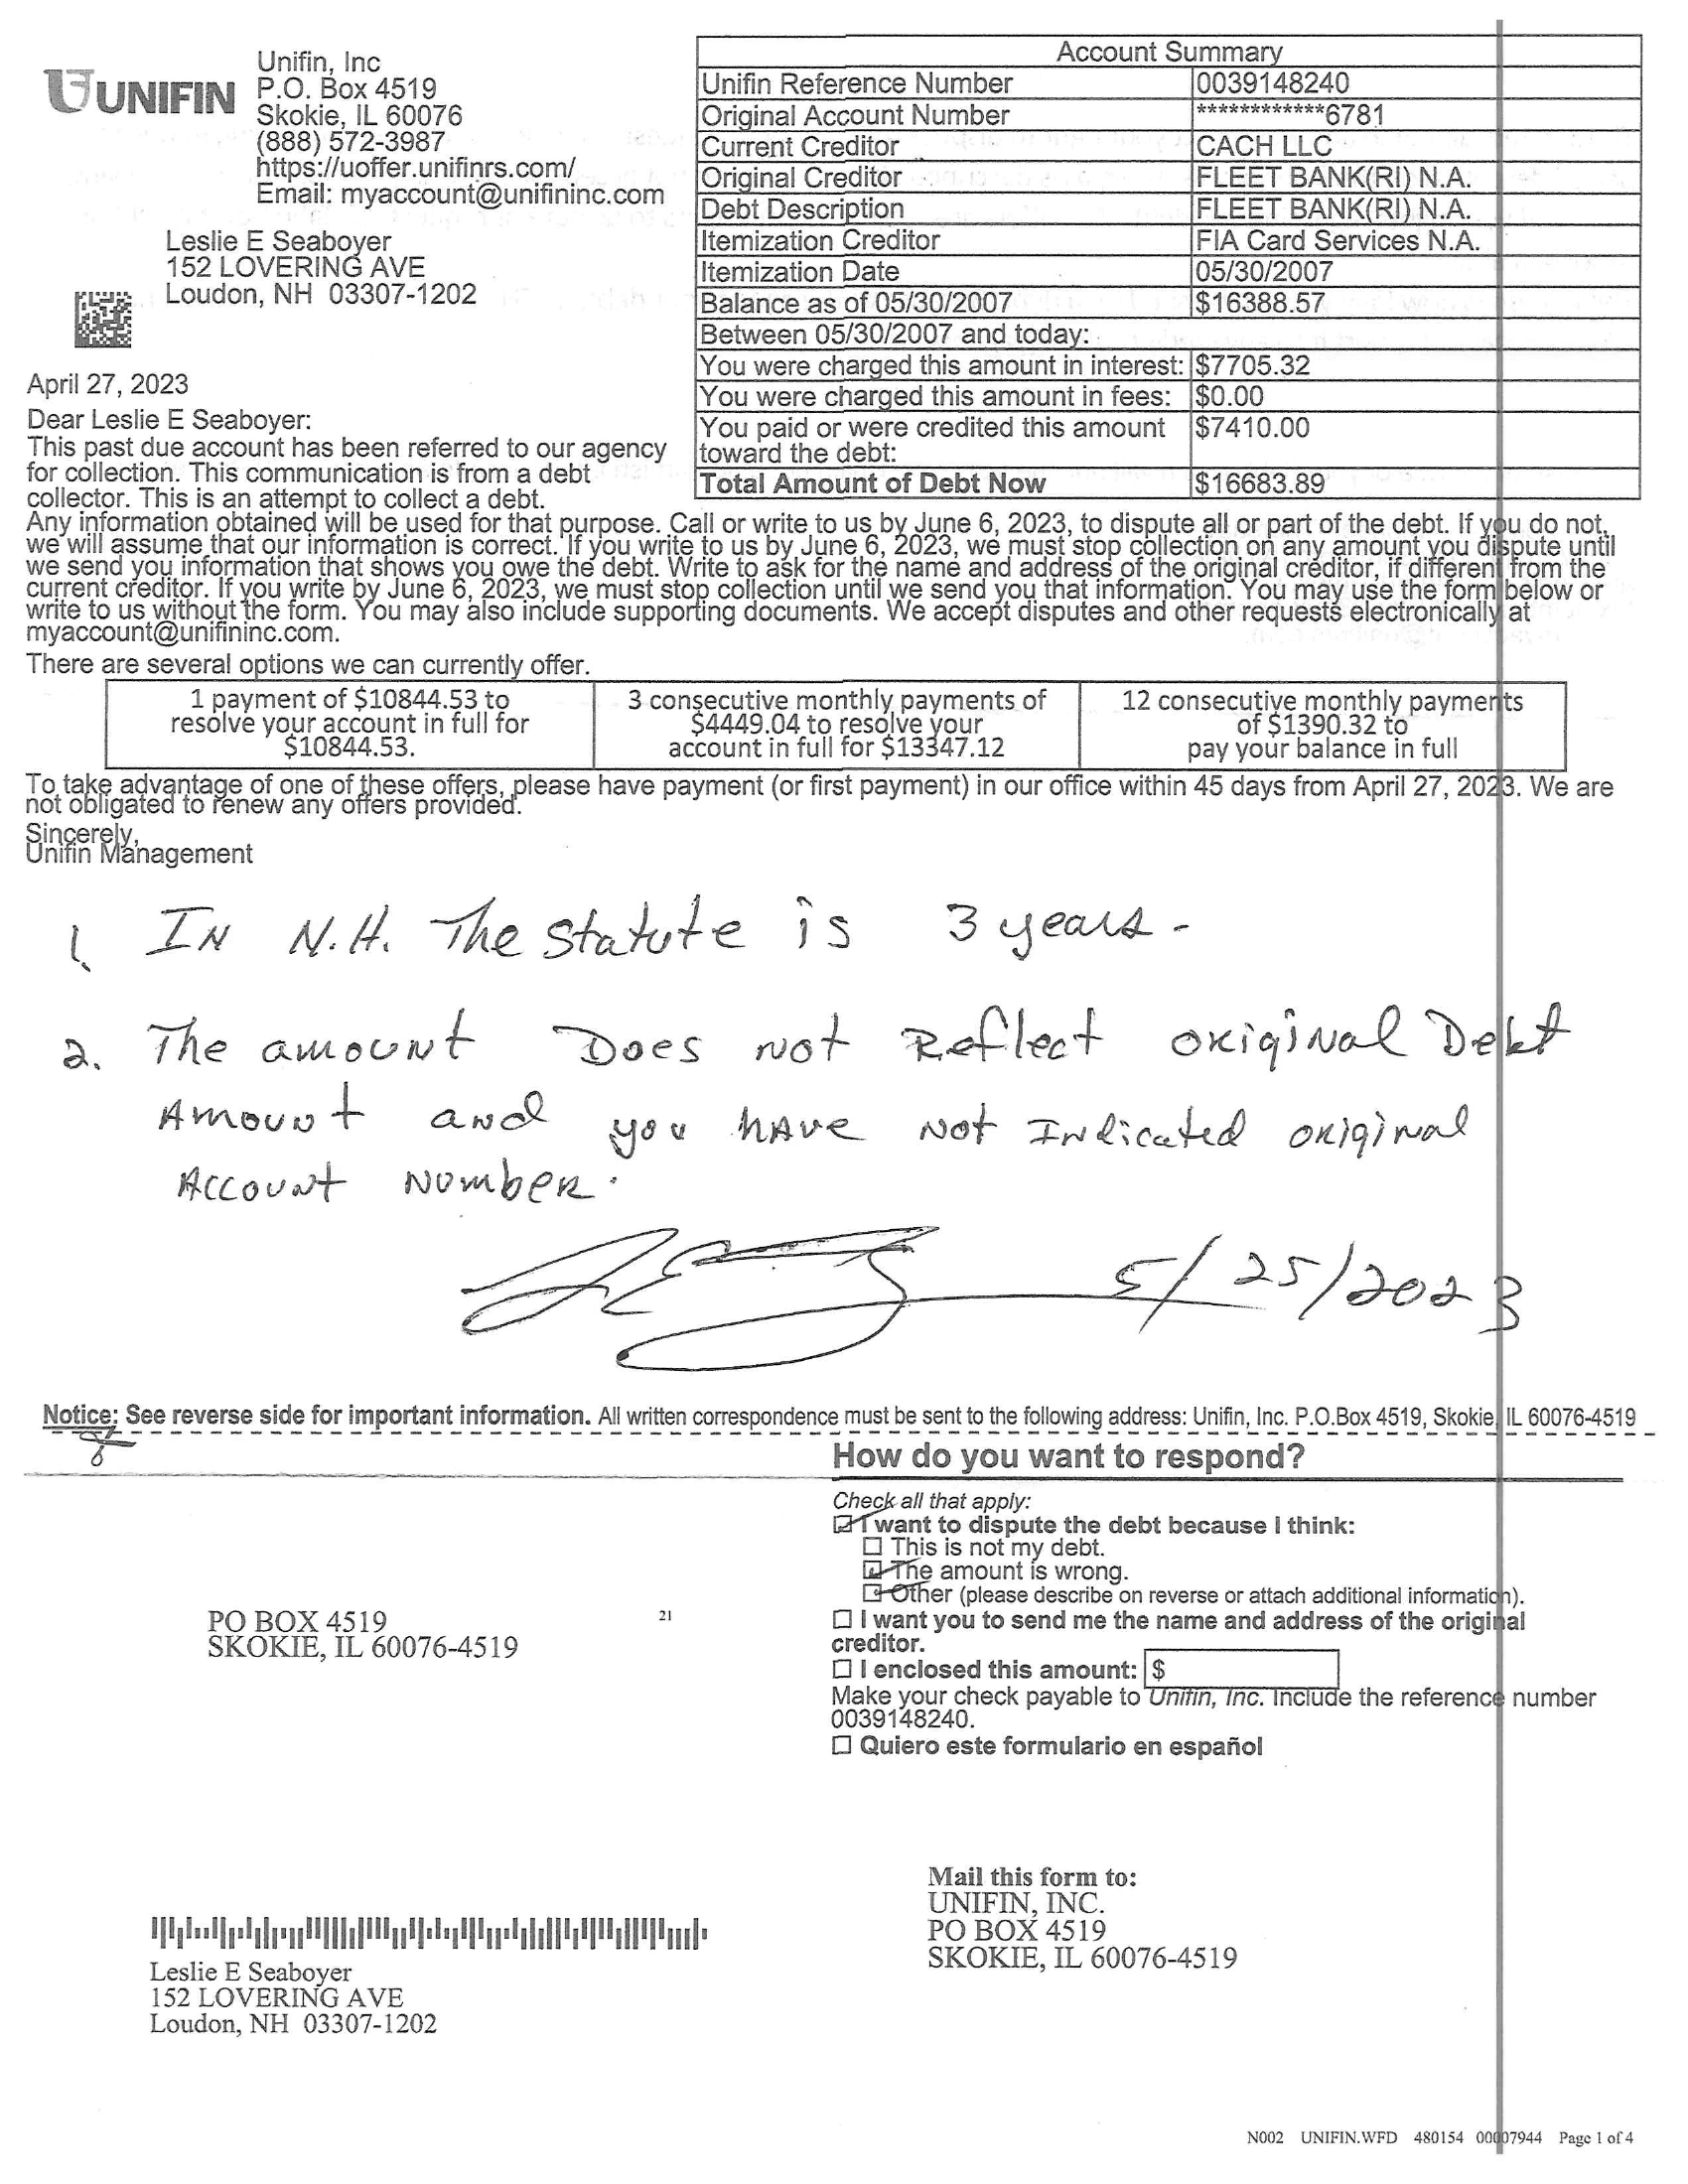 UNIFIN
Unifin, Inc
P.O. Box 4519
Skokie, IL 60076
(888) 572-3987
https://uoffer.unifinrs.com/
Email: myaccount@unifininc.com
Leslie E Seaboyer
152 LOVERING AVE
Loudon, NH 03307-1202
Account Summary
Unifin Reference Number 0039148240
Original Account Number ************6781
Current Creditor CACH LLC
Original Creditor FLEET BANK(RI) N.A.
Debt Description FLEET BANK(RI) N.A.
Itemization Creditor FIA Card Services N.A.
Itemization Date 05/30/2007
Balance as of 05/30/2007 $16388.57
Between 05/30/2007 and today:
You were charged this amount in interest: $7705.32
You were charged this amount in fees: $0.00
You paid or were credited this amount $7410.00
toward the debt:
Total Amount of Debt Now $16683.89
April 27, 2023
Dear Leslie E Seaboyer:
This past due account has been referred to our agency
for collection. This communication is from a debt
collector. This is an attempt to collect a debt.
Any information obtained will be used for that purpose. Call or write to us by June 6, 2023, to dispute all or part of the debt. If you do not,
we will assume that our information is correct. If you write to us by June 6, 2023, we must stop collection on any amount you dispute until
we send you information that shows you owe the debt. Write to ask for the name and address of the original creditor, if different from the
current creditor. If you write by June 6, 2023, we must stop collection until we send you that information. You may use the form below or
write to us without the form. You may also include supporting documents. We accept disputes and other requests electronically at
myaccount@unifininc.com.
There are several options we can currently offer.
1 payment of $10844.53 to
resolve your account in full for
$10844.53.
3 consecutive monthly payments of
$4449.04 to resolve your
account in full for $13347.12
12 consecutive monthly payments
of $1390.32 to
pay your balance in full
To take advantage of one of these offers, please have payment (or first payment) in our office within 45 days from April 27, 2023. We are
not obligated to renew any offers provided.
Sincerely,
Unifin Management
1. IN N.H. The statute is 3 years-
2. The amount Does not Reflect original Debt
Amount and you have not Indicated original
Account Number.
5/25/2023
Notice: See reverse side for important information. All written correspondence must be sent to the following address: Unifin, Inc. P.O.Box 4519, Skokie, IL 60076-4519
How do you want to respond?
Check all that apply:
I want to dispute the debt because I think:
This is not my debt.
The amount is wrong.
Other (please describe on reverse or attach additional information).
I want you to send me the name and address of the original
creditor.
I enclosed this amount: $
Make your check payable to Unifin, Inc. Include the reference number
0039148240.
Quiero este formulario en español
PO BOX 4519 21
SKOKIE, IL 60076-4519
Mail this form to:
UNIFIN, INC.
PO BOX 4519
SKOKIE, IL 60076-4519
Leslie E Seaboyer
152 LOVERING AVE
Loudon, NH 03307-1202
N002 UNIFIN.WFD 480154 00007944 Page 1 of 4